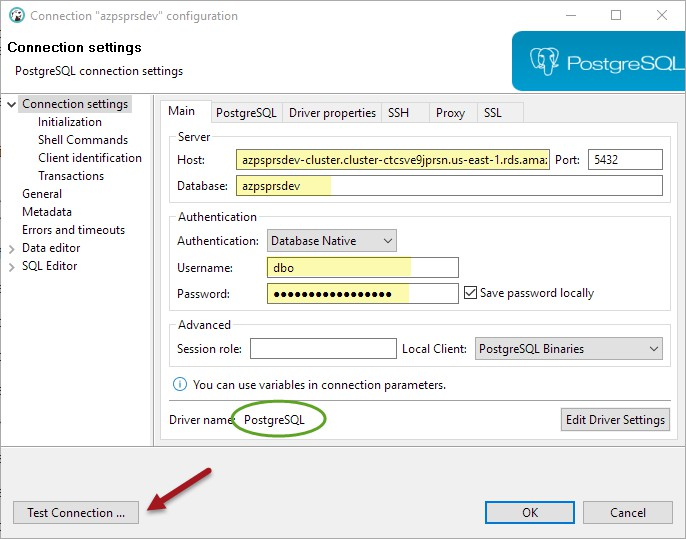 Connection "azpsprsdev" configuration
Connection settings
PostgreSQL connection settings
PostgreSQL
Connection settings
Initialization
Shell Commands
Client identification
Transactions
General
Metadata
Errors and timeouts
Data editor
SQL Editor
Main PostgreSQL Driver properties SSH Proxy SSL
Server
Host: azpsprsdev-cluster.cluster-ctcsve9jprsn.us-east-1.rds.ama Port: 5432
Database: azpsprsdev
Authentication
Authentication: Database Native
Username: dbo
Password: ●●●●●●●●●●●●●●●●● Save password locally
Advanced
Session role: Local Client: PostgreSQL Binaries
You can use variables in connection parameters.
Driver name: PostgreSQL Edit Driver Settings
Test Connection ... OK Cancel